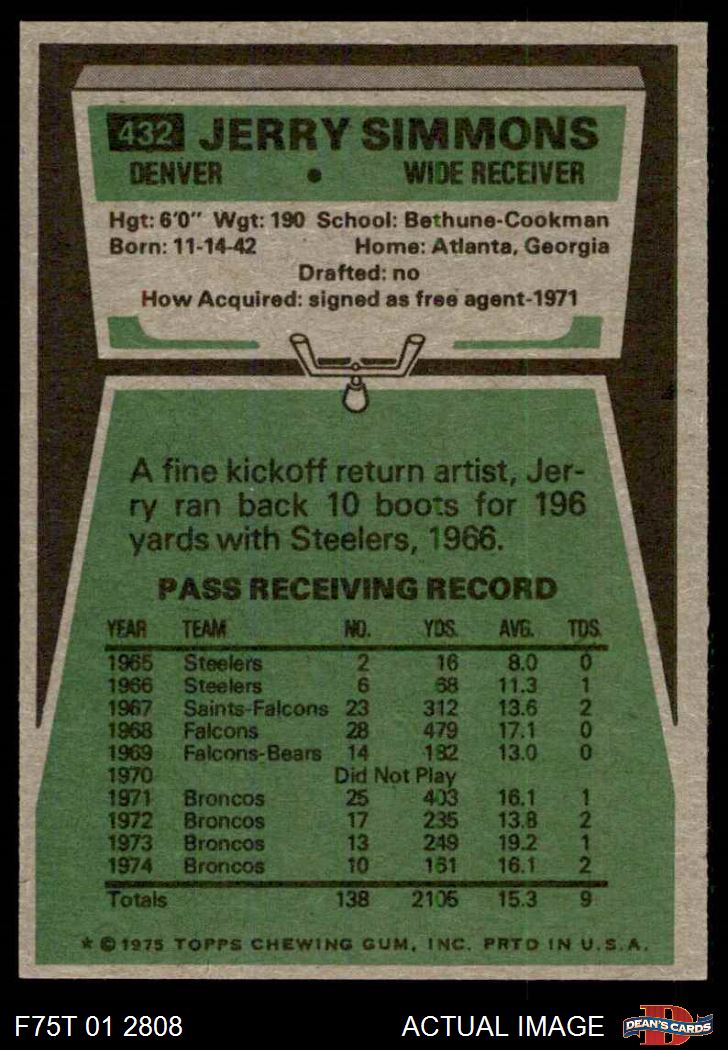 432 JERRY SIMMONS
DENVER • WIDE RECEIVER
Hgt: 6'0" Wgt: 190 School: Bethune-Cookman
Born: 11-14-42 Home: Atlanta, Georgia
Drafted: no
How Acquired: signed as free agent-1971
A fine kickoff return artist, Jer-
ry ran back 10 boots for 196
yards with Steelers, 1966.
PASS RECEIVING RECORD
YEAR TEAM NO. YDS. AVG. TDS.
1965 Steelers 2 16 8.0 0
1966 Steelers 6 68 11.3 1
1967 Saints-Falcons 23 312 13.6 2
1968 Falcons 28 479 17.1 0
1969 Falcons-Bears 14 182 13.0 0
1970 Did Not Play
1971 Broncos 25 403 16.1 1
1972 Broncos 17 235 13.8 2
1973 Broncos 13 249 19.2 1
1974 Broncos 10 161 16.1 2
Totals 138 2105 15.3 9
* © 1975 TOPPS CHEWING GUM, INC. PRTD IN U.S.A.
F75T 01 2808 ACTUAL IMAGE D DEAN'S CARDS